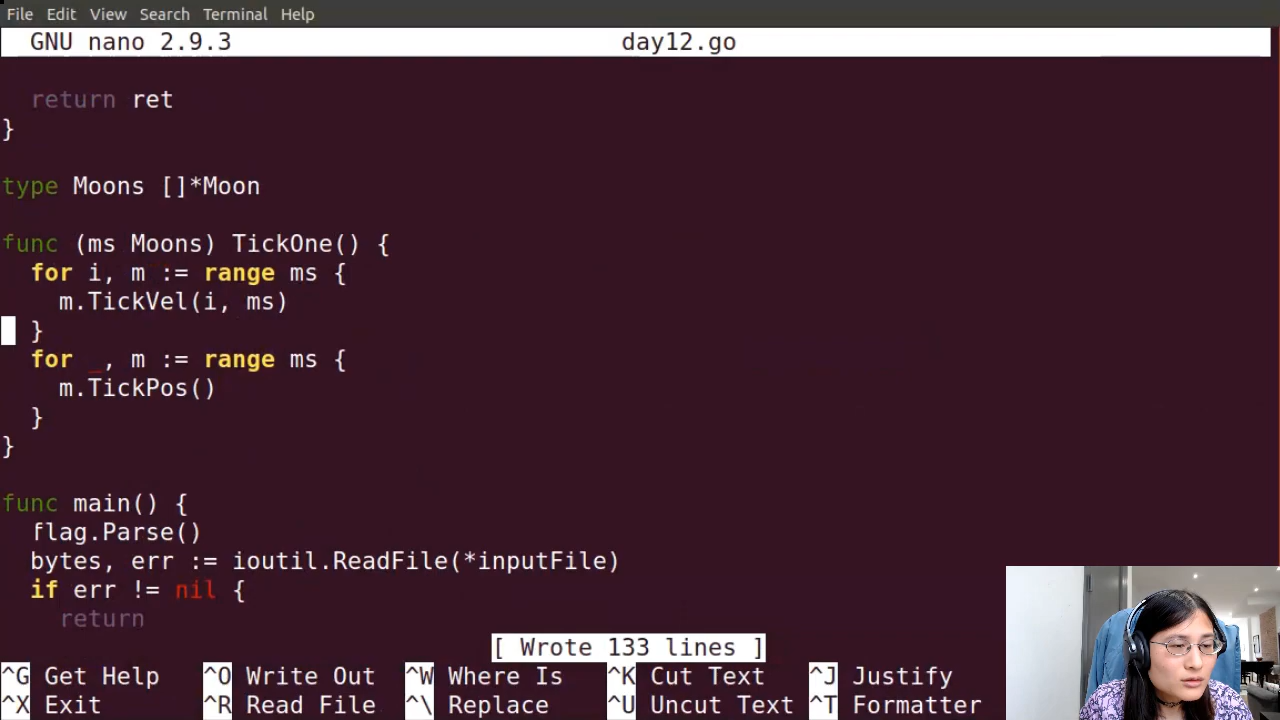 File Edit View Search Terminal Help
GNU nano 2.9.3 day12.go
return ret
}
type Moons []*Moon
func (ms Moons) TickOne() {
for i, m := range ms {
m.TickVel(i, ms)
}
for _, m := range ms {
m.TickPos()
}
}
func main() {
flag.Parse()
bytes, err := ioutil.ReadFile(*inputFile)
if err != nil {
return
[ Wrote 133 lines ]
^G Get Help ^O Write Out ^W Where Is ^K Cut Text ^J Justify
^X Exit ^R Read File ^\ Replace ^U Uncut Text ^T Formatter